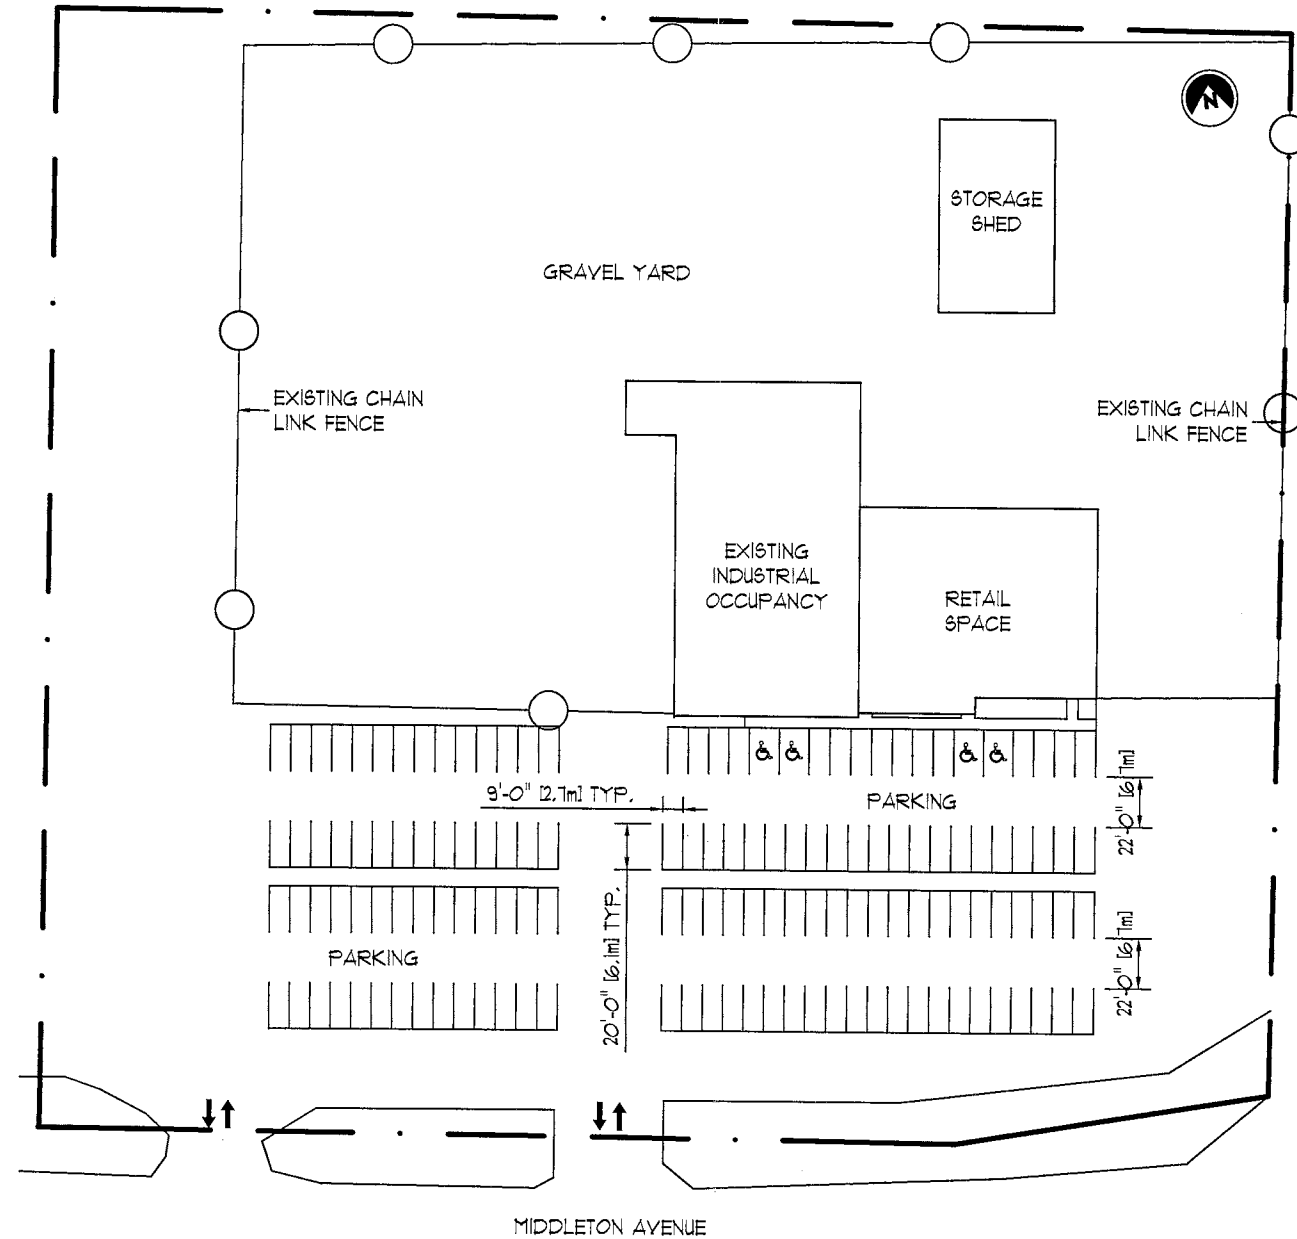 N
STORAGE
SHED
GRAVEL YARD
EXISTING CHAIN
LINK FENCE
EXISTING CHAIN
LINK FENCE
EXISTING
INDUSTRIAL
OCCUPANCY
RETAIL
SPACE
9'-0" [2.7m] TYP.
PARKING
22'-0" [6.7m]
20'-0" [6.1m] TYP.
PARKING
22'-0" [6.7m]
MIDDLETON AVENUE